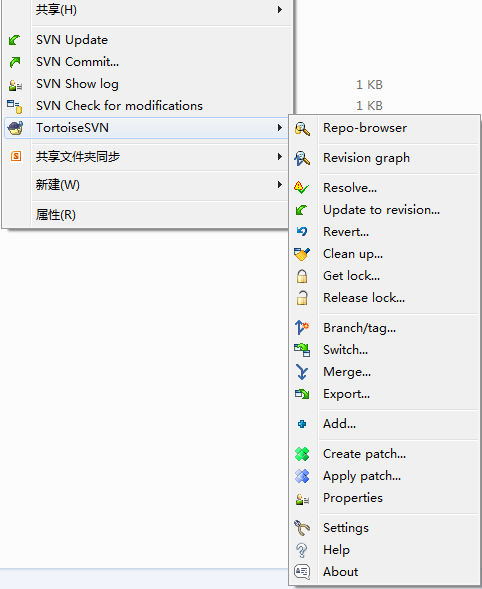 共享(H)
SVN Update
SVN Commit...
SVN Show log
1 KB
SVN Check for modifications
1 KB
TortoiseSVN
共享文件夹同步
新建(W)
属性(R)
Repo-browser
Revision graph
Resolve...
Update to revision...
Revert...
Clean up...
Get lock...
Release lock...
Branch/tag...
Switch...
Merge...
Export...
Add...
Create patch...
Apply patch...
Properties
Settings
Help
About